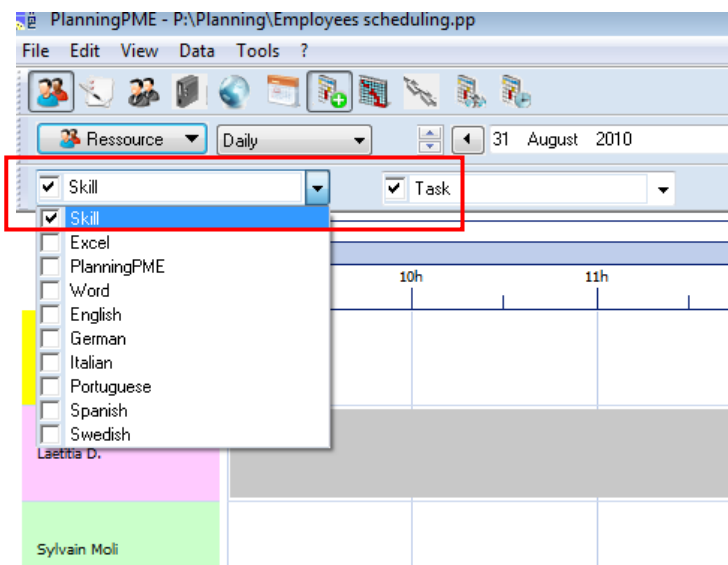 PlanningPME - P:\Planning\Employees scheduling.pp
File Edit View Data Tools ?
Ressource Daily 31 August 2010
Skill Task
Skill
Excel
PlanningPME
10h 11h
Word
English
German
Italian
Portuguese
Spanish
Swedish
Laetitia D.
Sylvain Moli